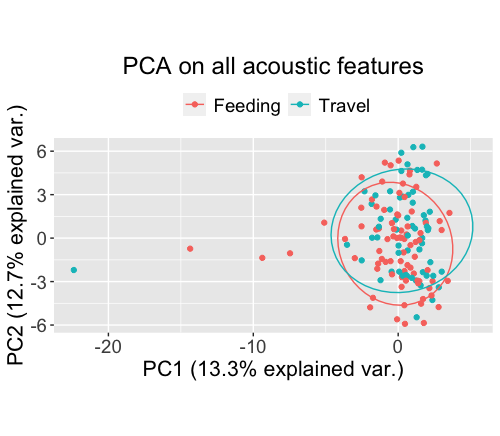 PCA on all acoustic features
Feeding Travel
PC2 (12.7% explained var.)
6
3
0
-3
-6
-20 -10 0
PC1 (13.3% explained var.)